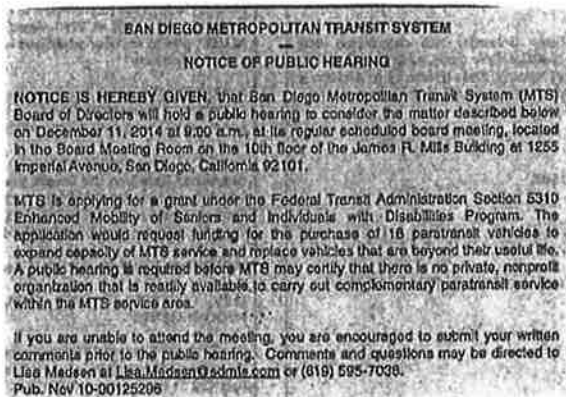 SAN DIEGO METROPOLITAN TRANSIT SYSTEM
NOTICE OF PUBLIC HEARING
NOTICE IS HEREBY GIVEN, that San Diego Metropolitan Transit System (MTS)
Board of Directors will hold a public hearing to consider the matter described below
on December 11, 2014 at 9:00 a.m., at its regular scheduled board meeting, located
in the Board Meeting Room on the 10th floor of the James R. Mills Building at 1255
Imperial Avenue, San Diego, California 92101.
MTS is applying for a grant under the Federal Transit Administration Section 5310
Enhanced Mobility of Seniors and Individuals with Disabilities Program. The
application would request funding for the purchase of 16 paratransit vehicles to
expand capacity of MTS service and replace vehicles that are beyond their useful life.
A public hearing is required before MTS may certify that there is no private, nonprofit
organization that is readily available to carry out complementary paratransit service
within the MTS service area.
If you are unable to attend the meeting, you are encouraged to submit your written
comments prior to the public hearing. Comments and questions may be directed to
Lisa Madsen at Lisa.Madsen@sdmts.com or (619) 595-7038.
Pub. Nov 10-00125206